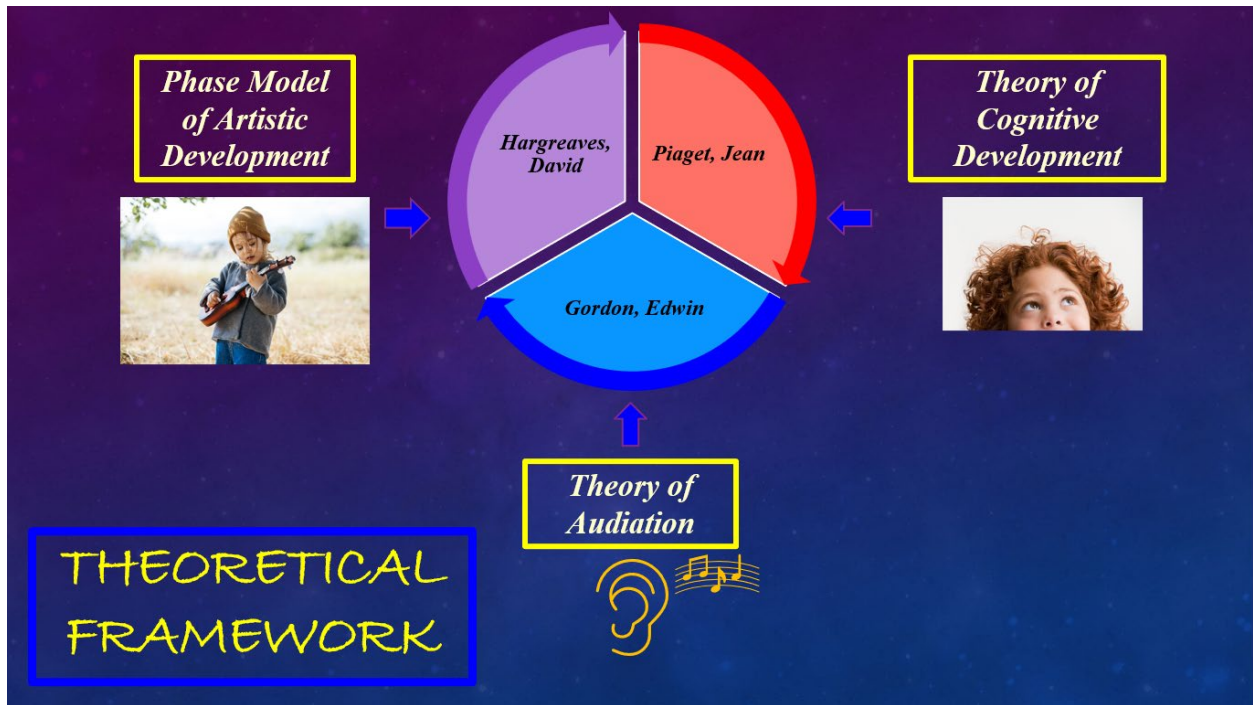 Phase Model
of Artistic
Development
Hargreaves,
David
Piaget, Jean
Theory of
Cognitive
Development
Gordon, Edwin
Theory of
Audiation
THEORETICAL
FRAMEWORK